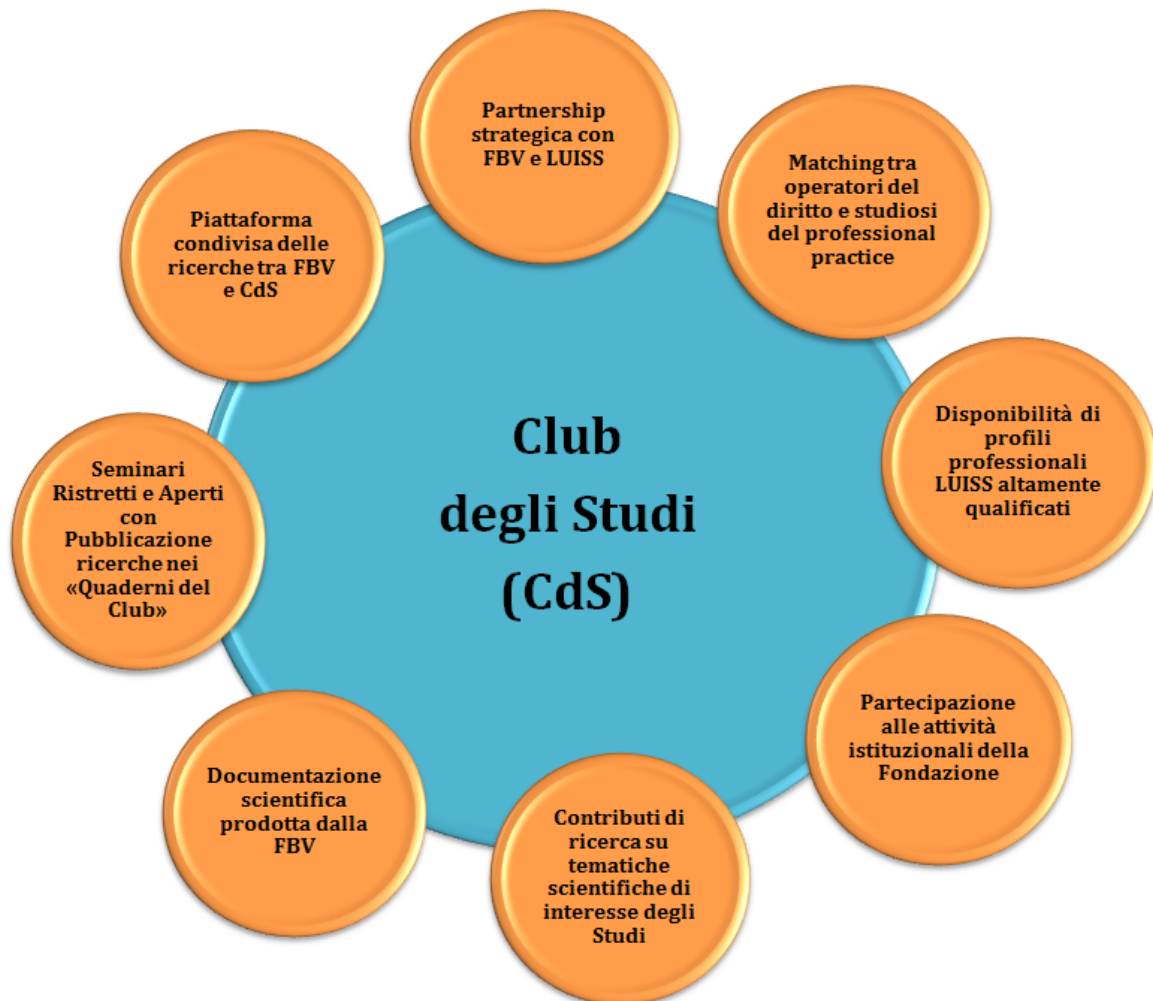 Partnership
strategica con
FBV e LUISS
Matching tra
operatori del
diritto e studiosi
del professional
practice
Disponibilità di
profili
professionali
LUISS altamente
qualificati
Partecipazione
alle attività
istituzionali della
Fondazione
Contributi di
ricerca su
tematiche
scientifiche di
interesse degli
Studi
Documentazione
scientifica
prodotta dalla
FBV
Seminari
Ristretti e Aperti
con
Pubblicazione
ricerche nei
«Quaderni del
Club»
Piattaforma
condivisa delle
ricerche tra FBV
e CdS
Club
degli Studi
(CdS)